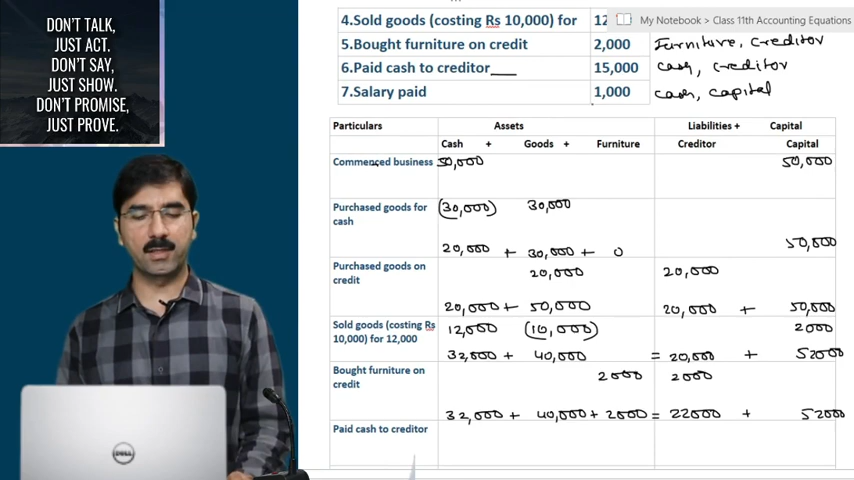 DON'T TALK,
JUST ACT.
DON'T SAY,
JUST SHOW.
DON'T PROMISE,
JUST PROVE.
4.Sold goods (costing Rs 10,000) for 12
My Notebook > Class 11th Accounting Equations
5.Bought furniture on credit 2,000 Furniture, creditor
6.Paid cash to creditor 15,000 cash, creditor
7.Salary paid 1,000 cash, capital
Particulars Assets Liabilities + Capital
Cash + Goods + Furniture Creditor Capital
Commenced business 50,000 50,000
Purchased goods for (30,000) 30,000
cash
20,000 + 30,000 + 0 50,000
Purchased goods on 20,000 20,000
credit
20,000 + 50,000 20,000 + 50,000
Sold goods (costing Rs 12,000 (10,000) 2000
10,000) for 12,000
32,000 + 40,000 = 20,000 + 52000
Bought furniture on 2000 2000
credit
32,000 + 40,000 + 2000 = 22000 + 52000
Paid cash to creditor
DELL